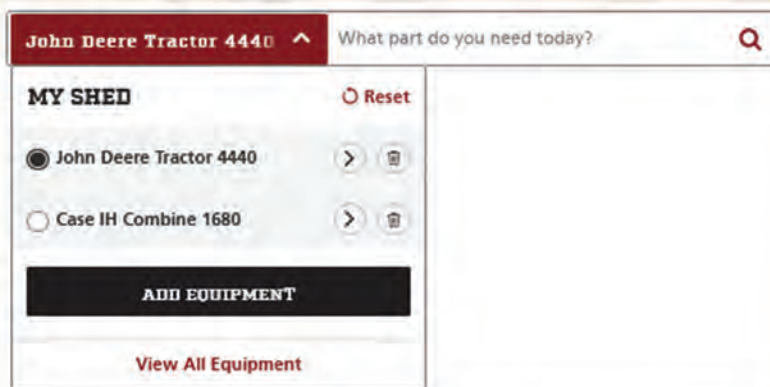 John Deere Tractor 4440
What part do you need today?
MY SHED
Reset
John Deere Tractor 4440
Case IH Combine 1680
ADD EQUIPMENT
View All Equipment